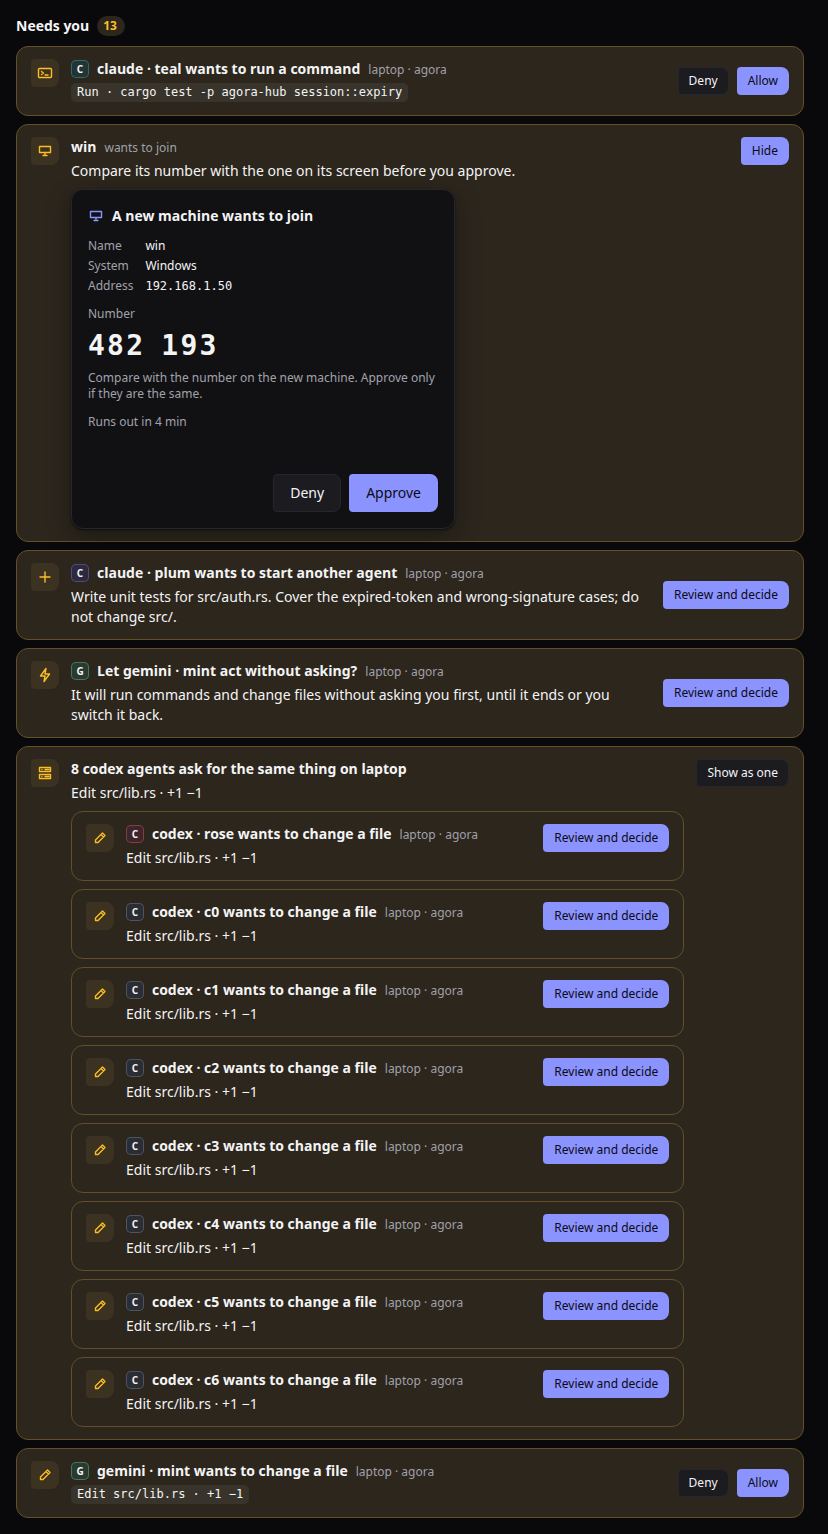 Needs you 13
C claude · teal wants to run a command laptop · agora
Run · cargo test -p agora-hub session::expiry
Deny Allow
win wants to join
Hide
Compare its number with the one on its screen before you approve.
A new machine wants to join
Name win
System Windows
Address 192.168.1.50
Number
482 193
Compare with the number on the new machine. Approve only
if they are the same.
Runs out in 4 min
Deny Approve
C claude · plum wants to start another agent laptop · agora
Write unit tests for src/auth.rs. Cover the expired-token and wrong-signature cases; do
not change src/.
Review and decide
G Let gemini · mint act without asking? laptop · agora
It will run commands and change files without asking you first, until it ends or you
switch it back.
Review and decide
8 codex agents ask for the same thing on laptop
Show as one
Edit src/lib.rs · +1 −1
C codex · rose wants to change a file laptop · agora
Edit src/lib.rs · +1 −1
Review and decide
C codex · c0 wants to change a file laptop · agora
Edit src/lib.rs · +1 −1
Review and decide
C codex · c1 wants to change a file laptop · agora
Edit src/lib.rs · +1 −1
Review and decide
C codex · c2 wants to change a file laptop · agora
Edit src/lib.rs · +1 −1
Review and decide
C codex · c3 wants to change a file laptop · agora
Edit src/lib.rs · +1 −1
Review and decide
C codex · c4 wants to change a file laptop · agora
Edit src/lib.rs · +1 −1
Review and decide
C codex · c5 wants to change a file laptop · agora
Edit src/lib.rs · +1 −1
Review and decide
C codex · c6 wants to change a file laptop · agora
Edit src/lib.rs · +1 −1
Review and decide
G gemini · mint wants to change a file laptop · agora
Edit src/lib.rs · +1 −1
Deny Allow